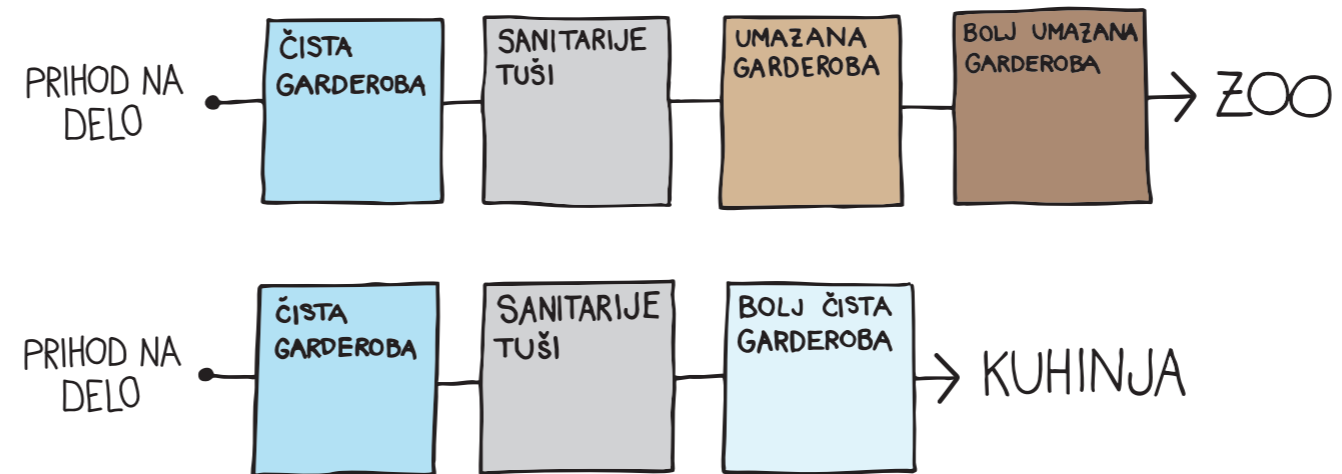 PRIHOD NA
DELO
ČISTA
GARDEROBA
SANITARIJE
TUŠI
UMAZANA
GARDEROBA
BOLJ UMAZANA
GARDEROBA
ZOO
PRIHOD NA
DELO
ČISTA
GARDEROBA
SANITARIJE
TUŠI
BOLJ ČISTA
GARDEROBA
KUHINJA